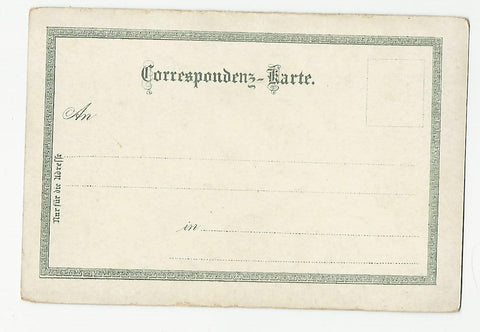 Correspondenz-Karte.
An
Nur für die Adresse
in